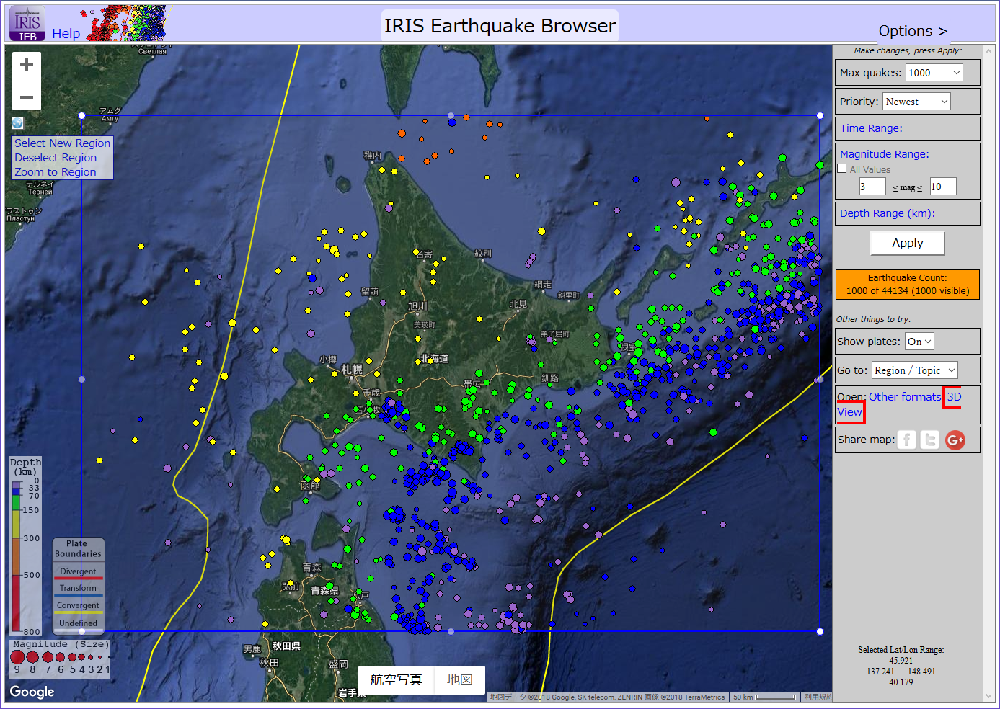 IRIS
IEB
Help
IRIS Earthquake Browser
Options >
Make changes, press Apply:
Max quakes: 1000
Priority: Newest
Time Range:
Magnitude Range:
All Values
3 ≤ mag ≤ 10
Depth Range (km):
Apply
Earthquake Count:
1000 of 44134 (1000 visible)
Other things to try:
Show plates: On
Go to: Region / Topic
Open: Other formats 3D
View
Share map:
Selected Lat/Lon Range:
45.921
137.241 148.491
40.179
+
−
Select New Region
Deselect Region
Zoom to Region
Светлая
アムグ
Амгу
テルネイ
Терней
ラストゥン
Пластун
稚内
名寄
紋別
留萌
旭川
網走
斜里町
北見
美瑛町
弟子屈町
小樽
北海道
札幌
根室
釧路
帯広
千歳
苫小牧
函館
青森
弘前
青森県
八戸
男鹿
秋田県
秋田
盛岡
岩手県
Depth
(km)
0
33
70
150
300
500
800
Plate
Boundaries
Divergent
Transform
Convergent
Undefined
Magnitude (Size)
9 8 7 6 5 4 3 2 1
Google
航空写真 地図
地図データ ©2018 Google, SK telecom, ZENRIN 画像 ©2018 TerraMetrics
50 km
利用規約